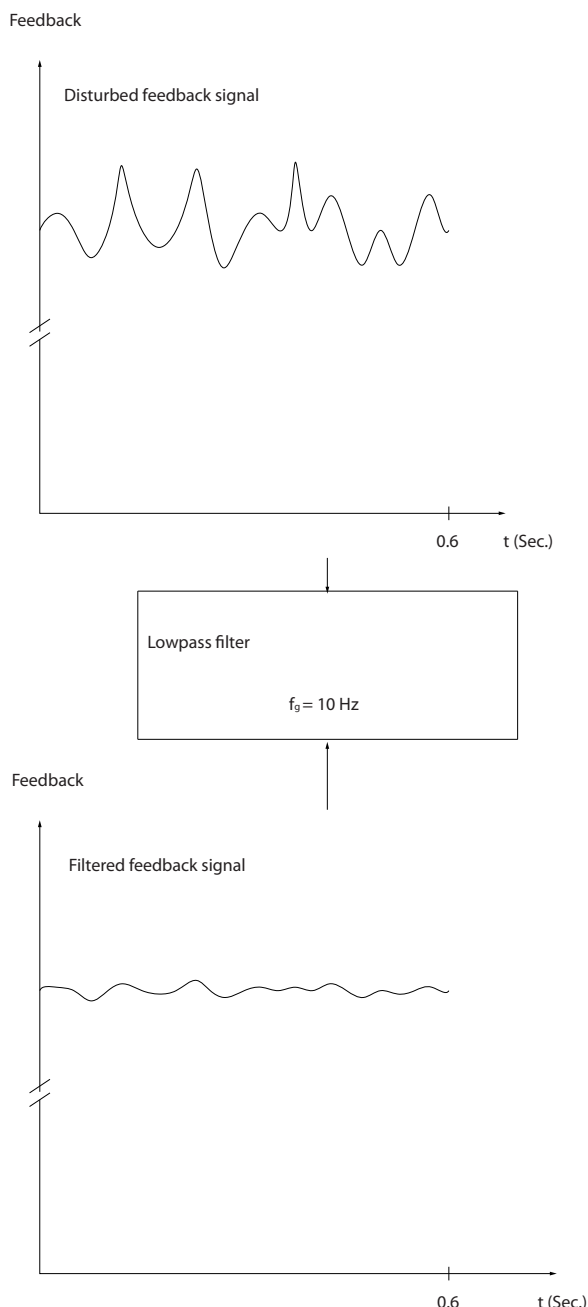 Feedback
Disturbed feedback signal
0.6 t (Sec.)
Lowpass filter
fg = 10 Hz
Feedback
Filtered feedback signal
0.6 t (Sec.)